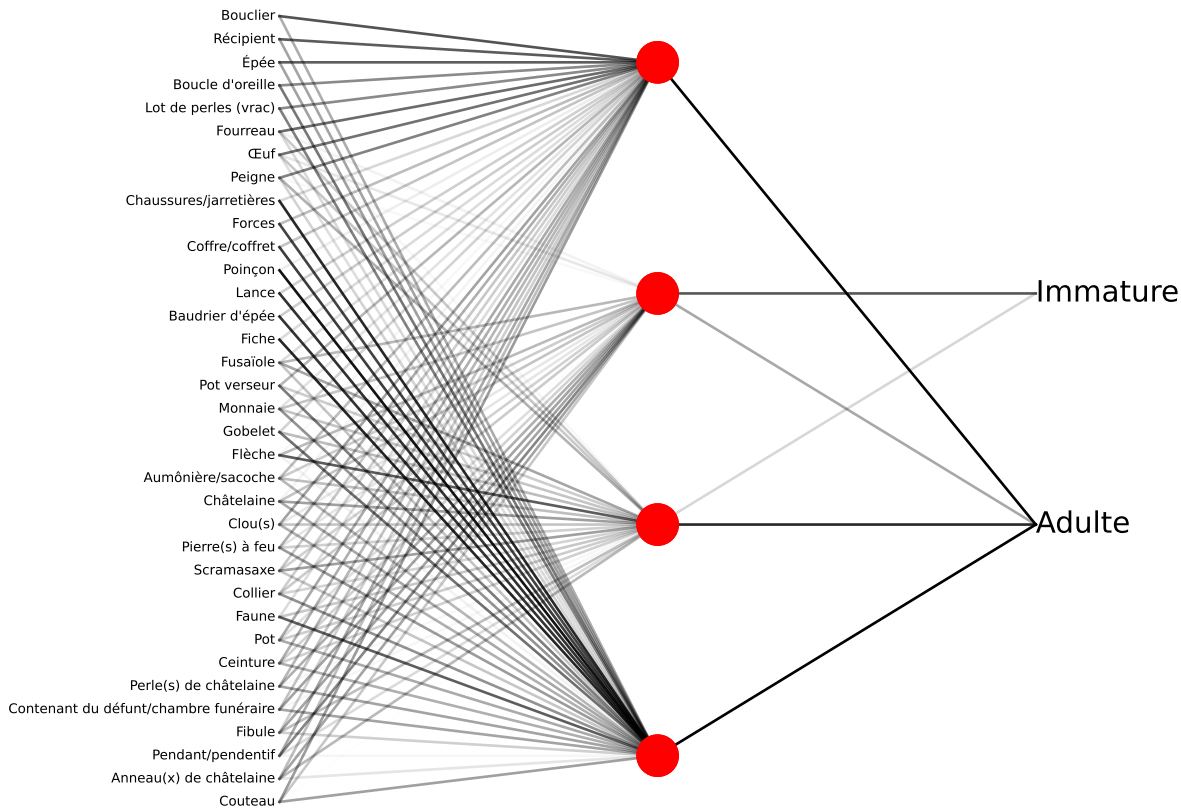 Bouclier
Récipient
Épée
Boucle d'oreille
Lot de perles (vrac)
Fourreau
Œuf
Peigne
Chaussures/jarretières
Forces
Coffre/coffret
Poinçon
Lance
Baudrier d'épée
Fiche
Fusaïole
Pot verseur
Monnaie
Gobelet
Flèche
Aumônière/sacoche
Châtelaine
Clou(s)
Pierre(s) à feu
Scramasaxe
Collier
Faune
Pot
Ceinture
Perle(s) de châtelaine
Contenant du défunt/chambre funéraire
Fibule
Pendant/pendentif
Anneau(x) de châtelaine
Couteau
Immature
Adulte